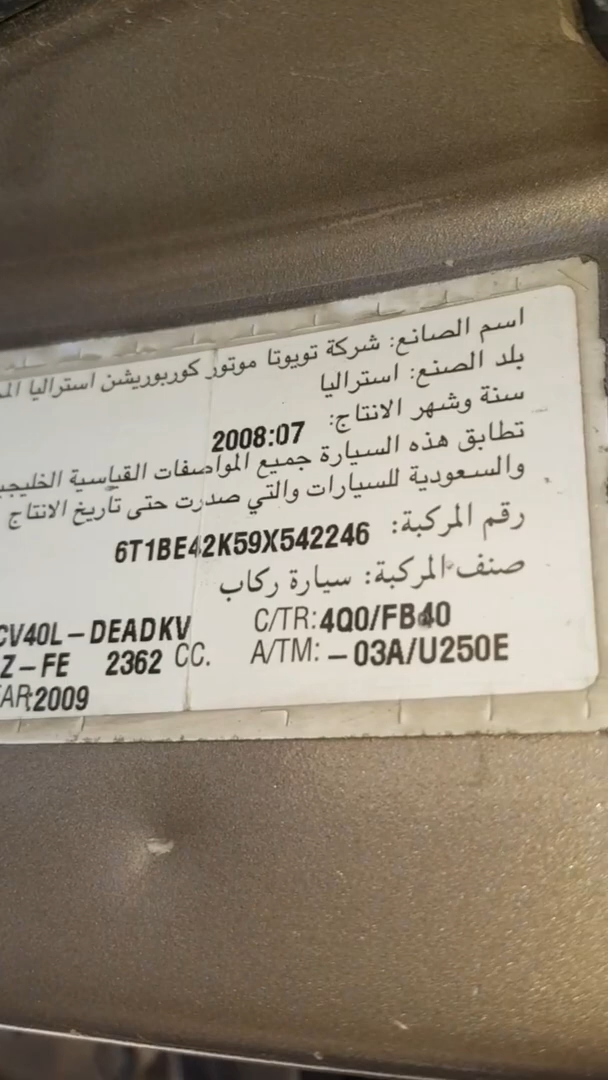 اسم الصانع: شركة تويوتا موتور كوربوريشن استراليا
بلد الصنع: استراليا
سنة وشهر الانتاج: 2008:07
تطابق هذه السيارة جميع المواصفات القياسية
والسعودية للسيارات والتي صدرت حتى تاريخ الانتاج
رقم المركبة: 6T1BE42K59X542246
صنف المركبة: سيارة ركاب
CV40L-DEADKV C/TR:4Q0/FB40
Z-FE 2362 CC. A/TM: -03A/U250E
AR:2009